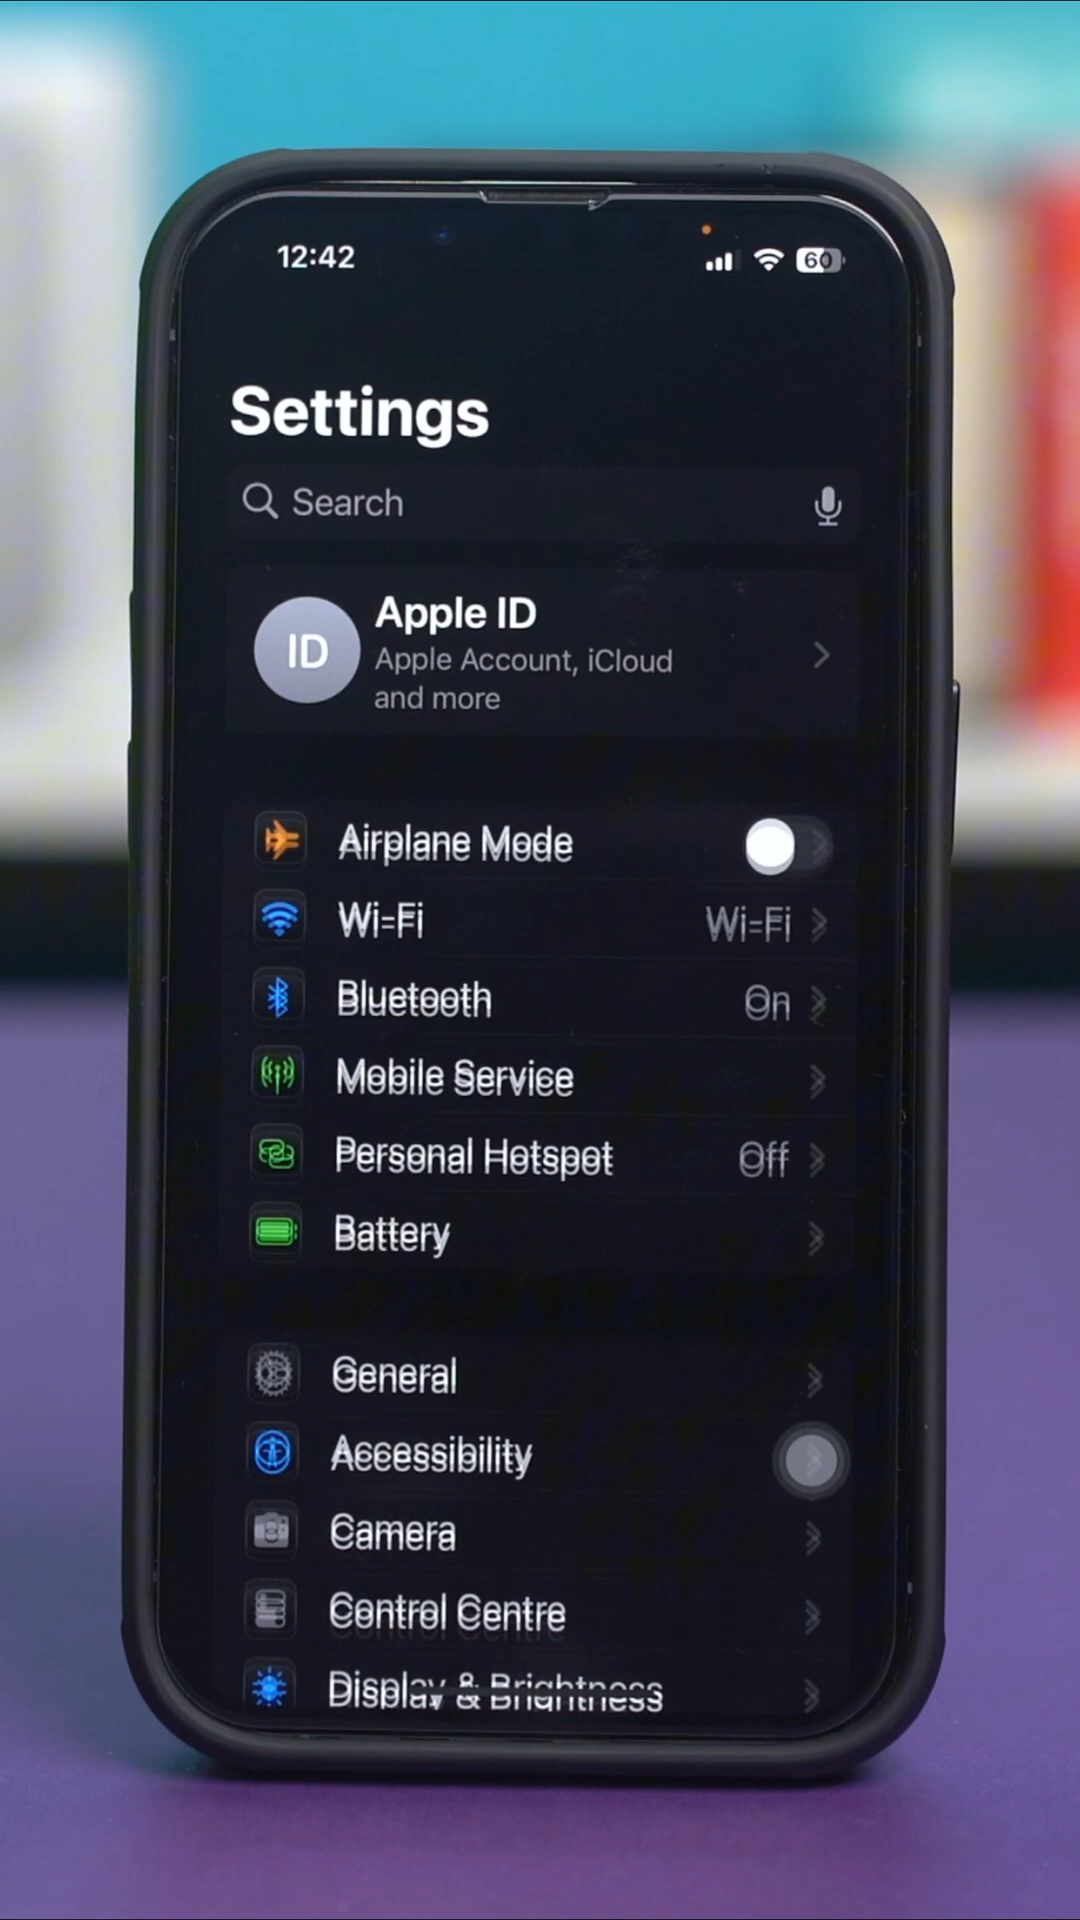 12:42
60
Settings
Search
ID
Apple ID
Apple Account, iCloud
and more
Airplane Mode
Wi-Fi Wi-Fi
Bluetooth On
Mobile Service
Personal Hotspot Off
Battery
General
Accessibility
Camera
Control Centre
Display & Brightness